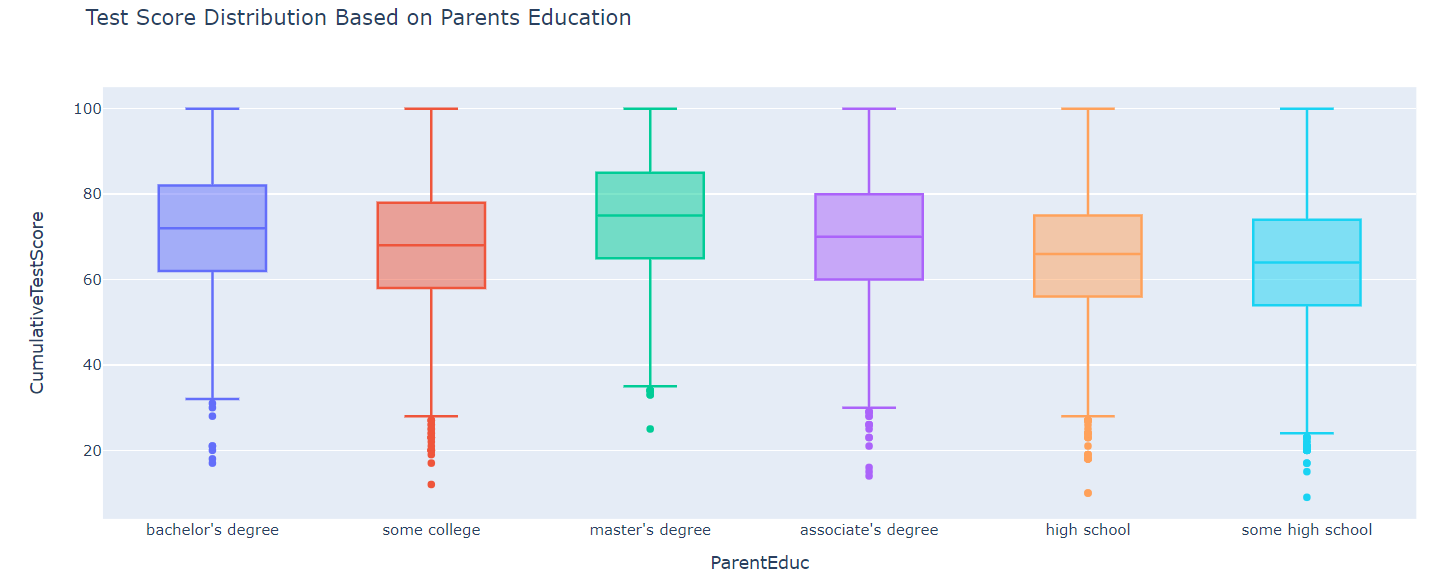 Test Score Distribution Based on Parents Education
CumulativeTestScore
100
80
60
40
20
bachelor's degree
some college
master's degree
associate's degree
high school
some high school
ParentEduc